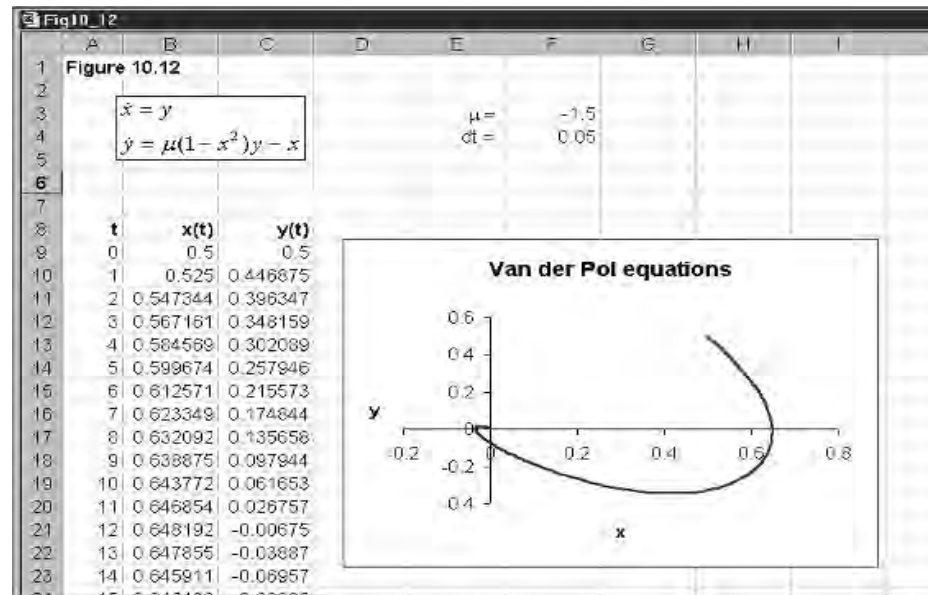 Fig10_12
A B C D E F G H I
1 Figure 10.12
2
3 ẋ = y μ = -1.5
4 ẏ = μ(1 - x²)y - x dt = 0.05
5
6
7
8 t x(t) y(t)
9 0 0.5 0.5
10 1 0.525 0.446875
11 2 0.547344 0.396347
12 3 0.567161 0.348159
13 4 0.584569 0.302089
14 5 0.599674 0.257946
15 6 0.612571 0.215573
16 7 0.623349 0.174844
17 8 0.632092 0.135658
18 9 0.638875 0.097944
19 10 0.643772 0.061653
20 11 0.646854 0.026757
21 12 0.648192 -0.00675
22 13 0.647855 -0.03887
23 14 0.645911 -0.06957
Van der Pol equations
0.6
0.4
0.2
y
0
-0.2 0 0.2 0.4 0.6 0.8
-0.2
-0.4
x